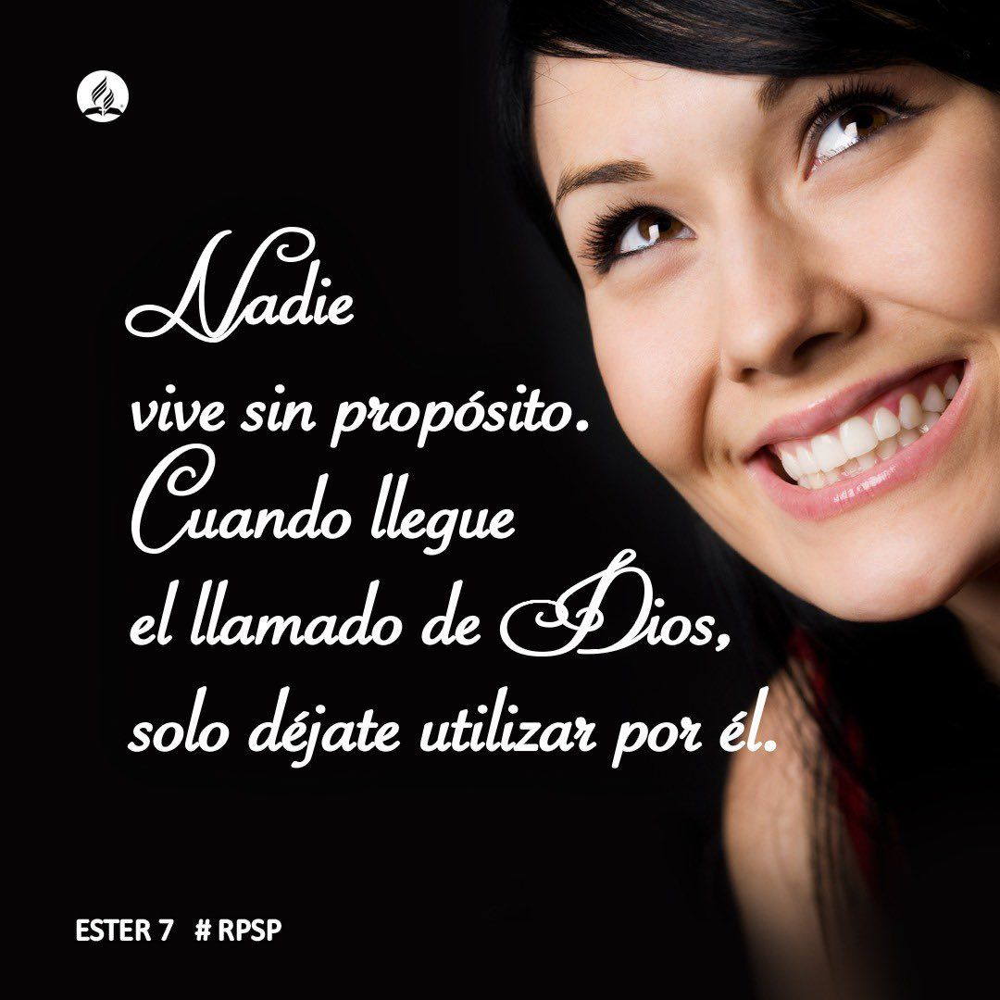 Nadie
vive sin propósito.
Cuando llegue
el llamado de Dios,
solo déjate utilizar por él.
ESTER 7 # RPSP